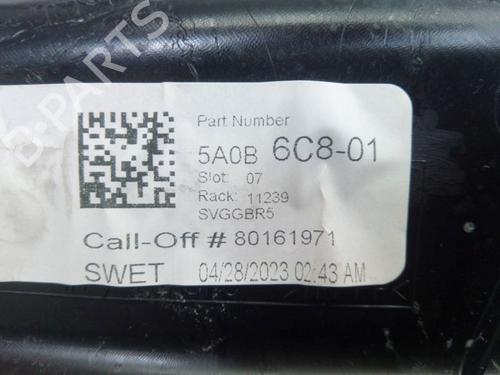 B-PARTS
Part Number
5A0B 6C8-01
Slot: 07
Rack: 11239
SVGGBR5
Call-Off # 80161971
SWET 04/28/2023 02:43 AM